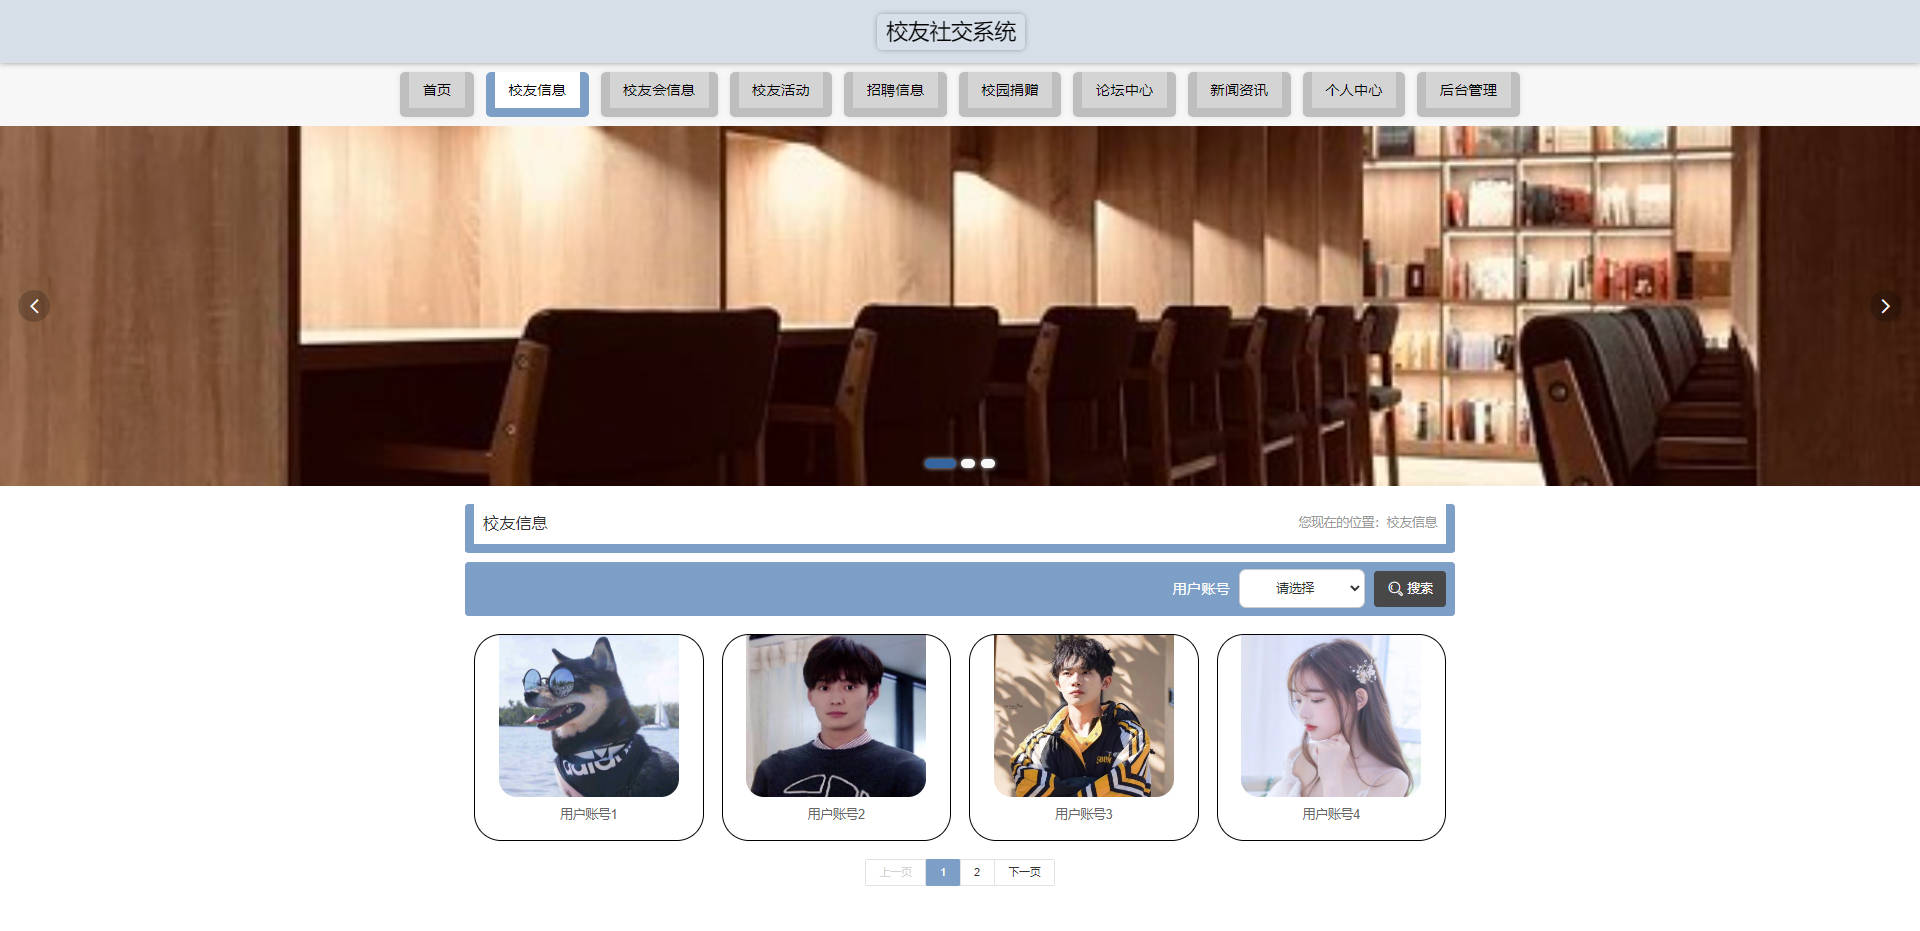 校友社交系统
首页 校友信息 校友会信息 校友活动 招聘信息 校园捐赠 论坛中心 新闻资讯 个人中心 后台管理
校友信息 您现在的位置：校友信息
用户账号 请选择 搜索
用户账号1 用户账号2 用户账号3 用户账号4
上一页 1 2 下一页